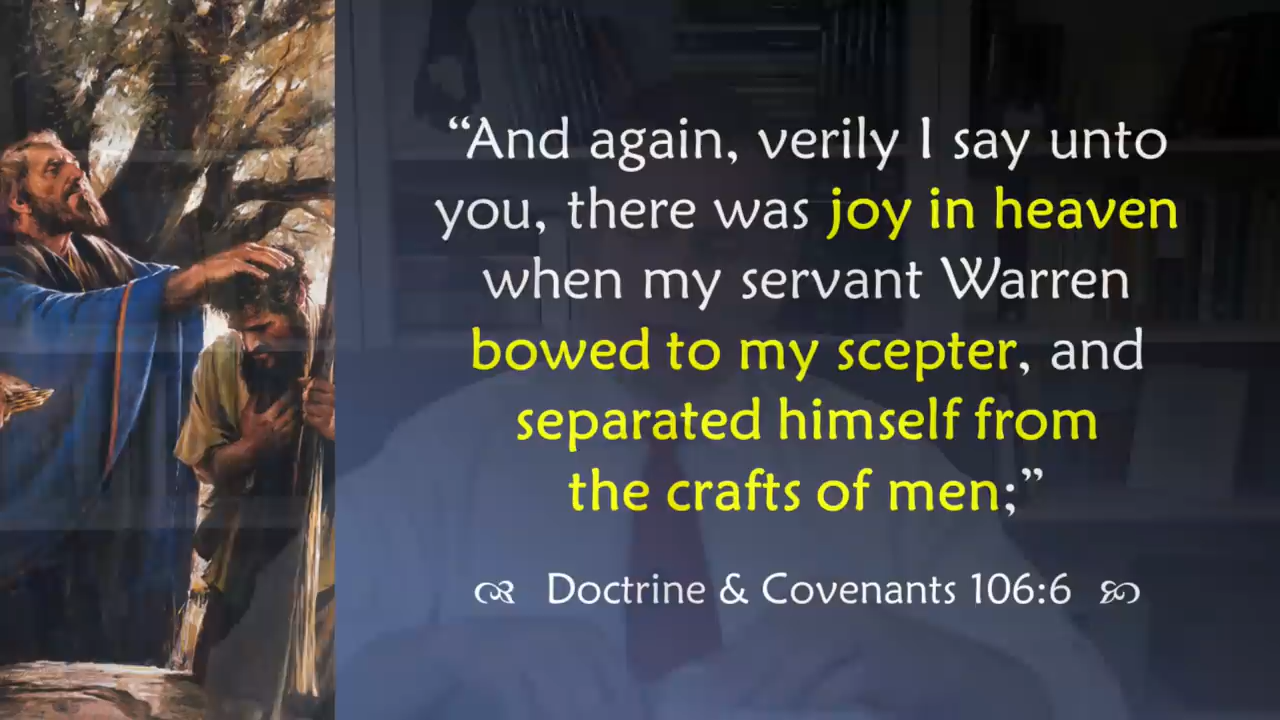 “And again, verily I say unto
you, there was joy in heaven
when my servant Warren
bowed to my scepter, and
separated himself from
the crafts of men;”
Doctrine & Covenants 106:6